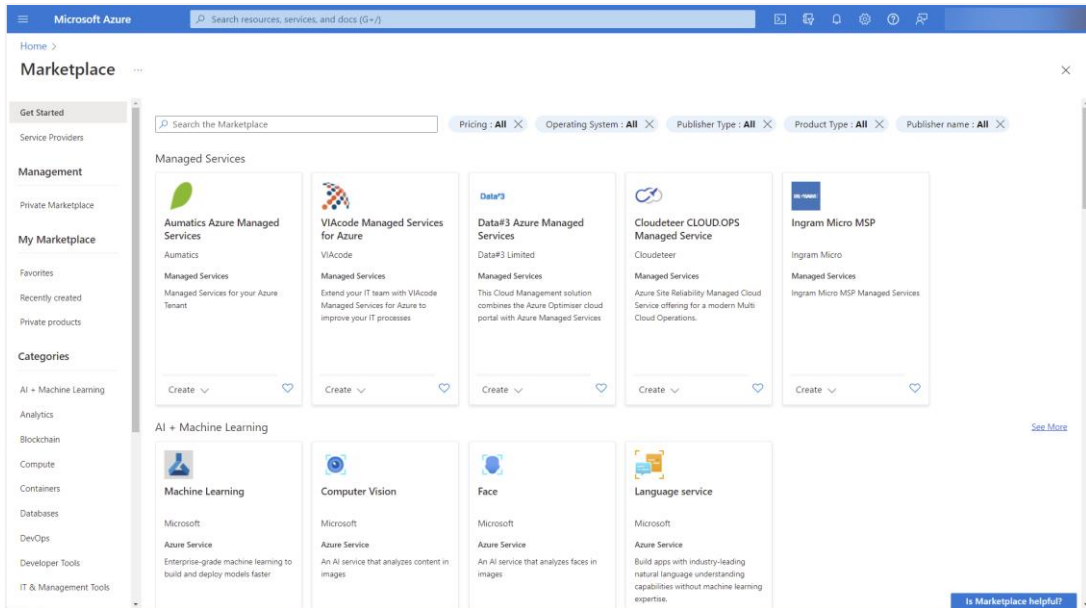 Microsoft Azure
Search resources, services, and docs (G+/)
Home >
Marketplace ...
Get Started
Service Providers
Management
Private Marketplace
My Marketplace
Favorites
Recently created
Private products
Categories
AI + Machine Learning
Analytics
Blockchain
Compute
Containers
Databases
DevOps
Developer Tools
IT & Management Tools
Search the Marketplace
Pricing : All
Operating System : All
Publisher Type : All
Product Type : All
Publisher name : All
Managed Services
Aumatics Azure Managed
Services
Aumatics
Managed Services
Managed Services for your Azure
Tenant
Create
VIAcode Managed Services
for Azure
VIAcode
Managed Services
Extend your IT team with VIAcode
Managed Services for Azure to
improve your IT processes
Create
Data#3
Data#3 Azure Managed
Services
Data#3 Limited
Managed Services
This Cloud Management solution
combines the Azure Optimiser cloud
portal with Azure Managed Services
Create
Cloudeteer CLOUD.OPS
Managed Service
Cloudeteer
Managed Services
Azure Site Reliability Managed Cloud
Service offering for a modern Multi
Cloud Operations.
Create
Ingram Micro MSP
Ingram Micro
Managed Services
Ingram Micro MSP Managed Services
Create
AI + Machine Learning
See More
Machine Learning
Microsoft
Azure Service
Enterprise-grade machine learning to
build and deploy models faster
Computer Vision
Microsoft
Azure Service
An AI service that analyzes content in
images
Face
Microsoft
Azure Service
An AI service that analyzes faces in
images
Language service
Microsoft
Azure Service
Build apps with industry-leading
natural language understanding
capabilities without machine learning
expertise.
Is Marketplace helpful?